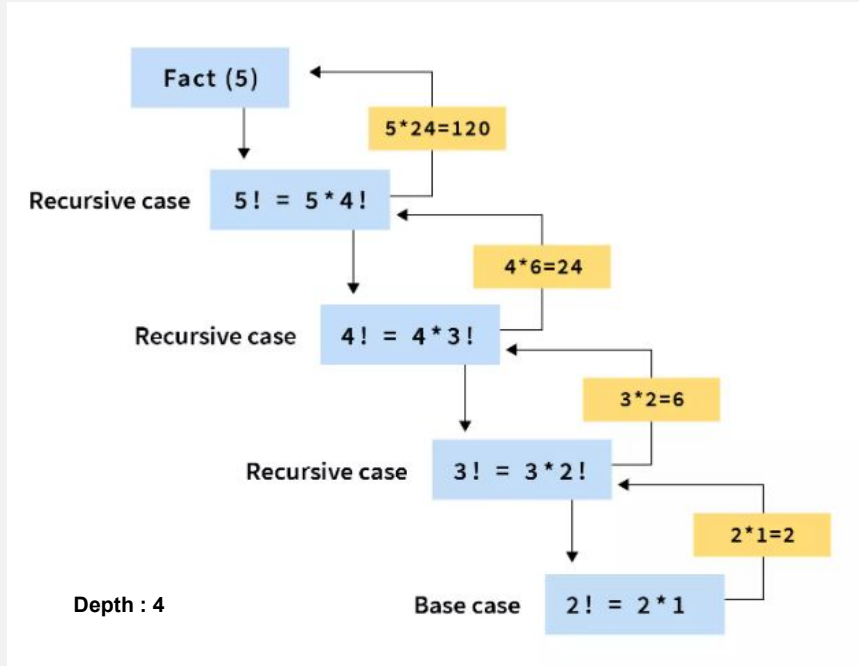 Fact (5)
5*24=120
Recursive case
5! = 5*4!
4*6=24
Recursive case
4! = 4*3!
3*2=6
Recursive case
3! = 3*2!
2*1=2
Depth : 4
Base case
2! = 2*1